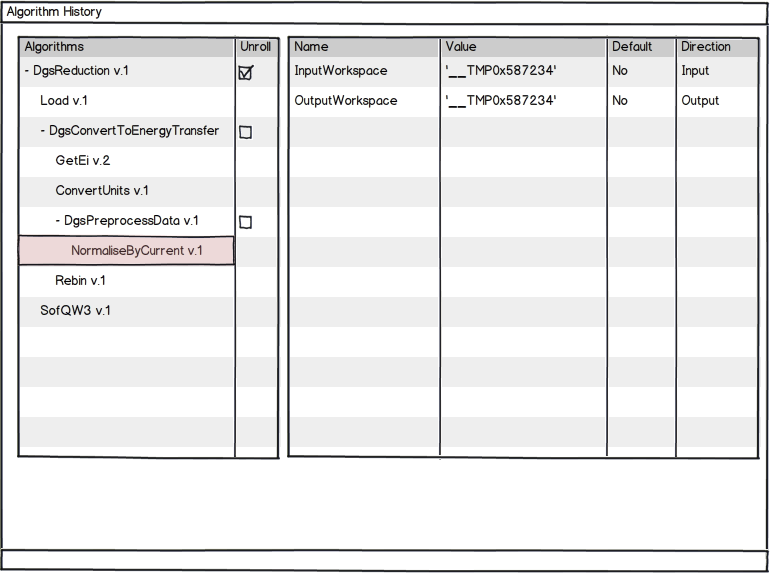 Algorithm History
Algorithms Unroll Name Value Default Direction
- DgsReduction v.1 InputWorkspace '__TMP0x587234' No Input
Load v.1 OutputWorkspace '__TMP0x587234' No Output
- DgsConvertToEnergyTransfer
GetEi v.2
ConvertUnits v.1
- DgsPreprocessData v.1
NormaliseByCurrent v.1
Rebin v.1
SofQW3 v.1